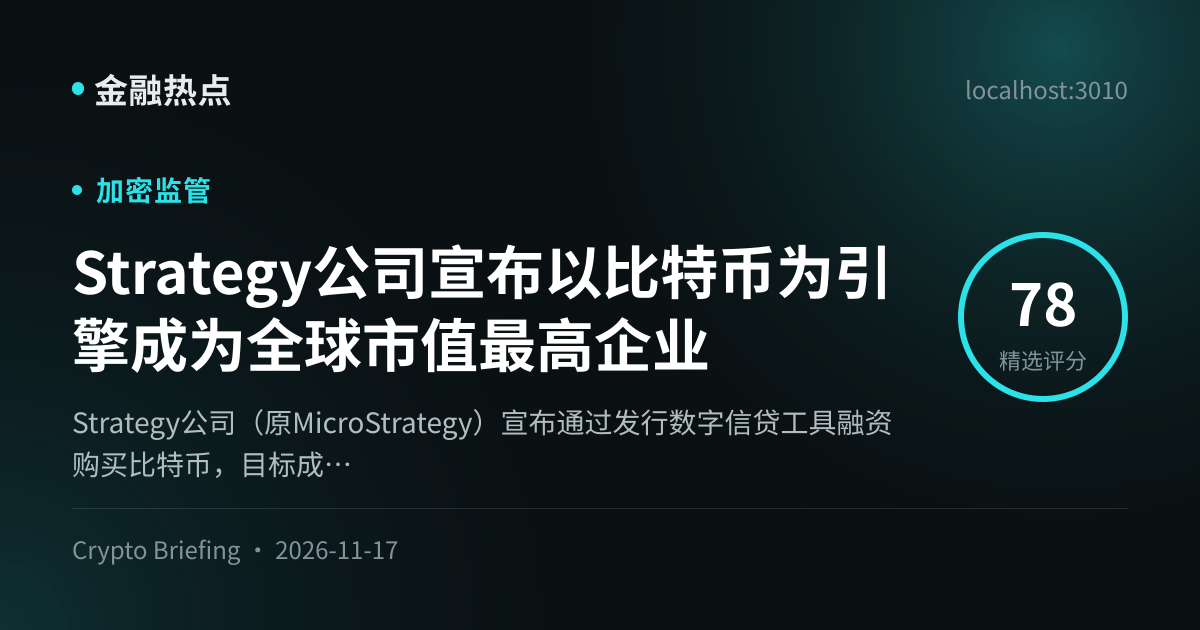 金融热点
localhost:3010
加密监管
Strategy公司宣布以比特币为引
擎成为全球市值最高企业
78
精选评分
Strategy公司（原MicroStrategy）宣布通过发行数字信贷工具融资
购买比特币，目标成…
Crypto Briefing · 2026-11-17